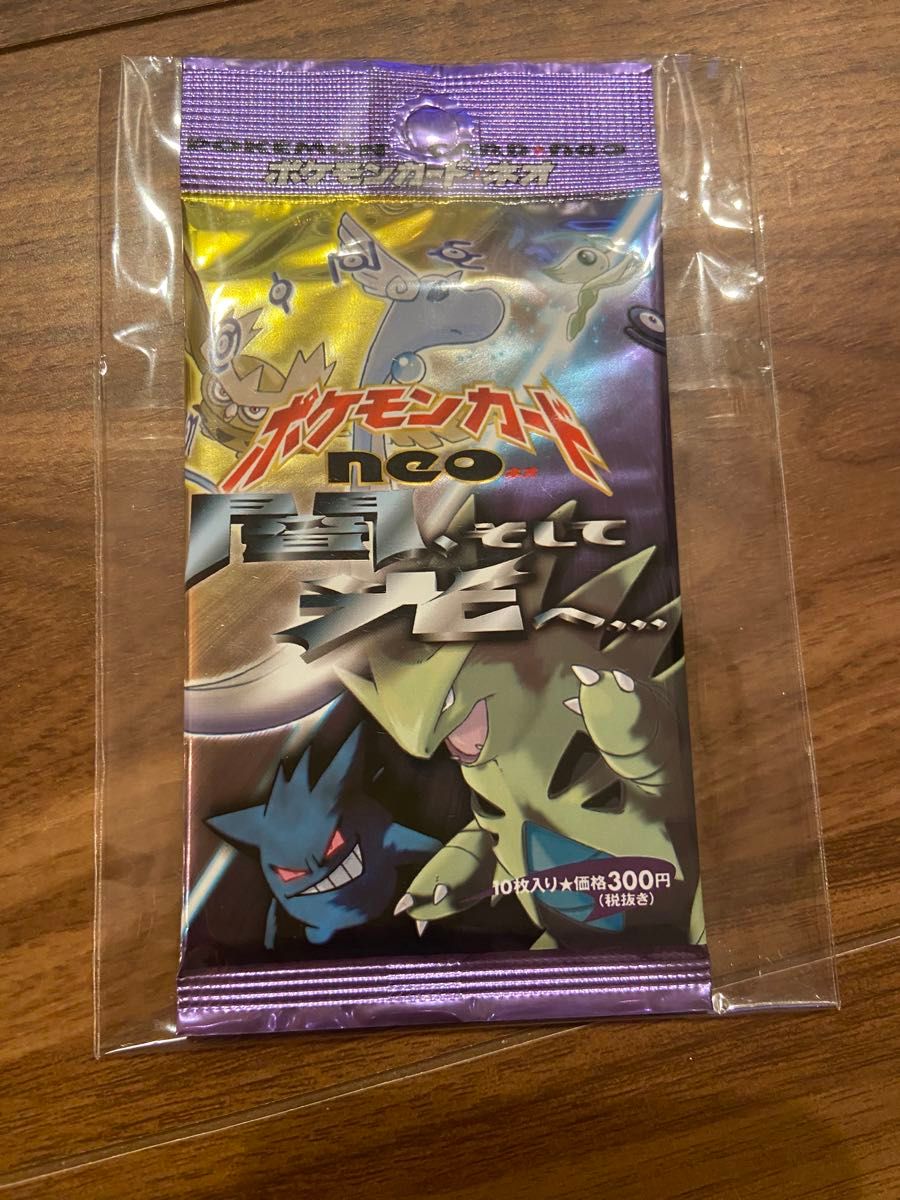 POKEMON CARD★neo
ポケモンカード★ネオ
ポケモンカード
neo ネオ
闇、そして
光へ...
10枚入り★価格300円
(税抜き)